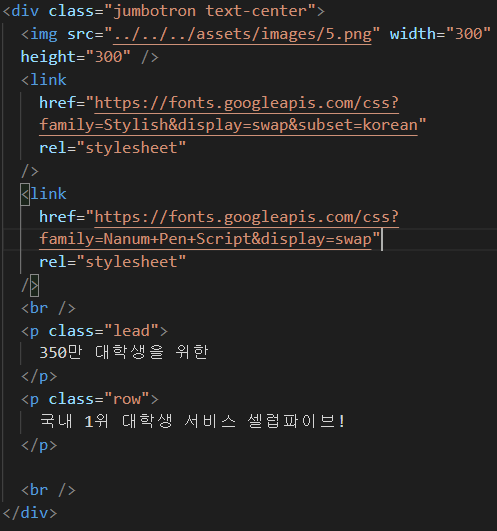 <div class="jumbotron text-center">
<img src="../../../assets/images/5.png" width="300"
height="300" />
<link
href="https://fonts.googleapis.com/css?
family=Stylish&display=swap&subset=korean"
rel="stylesheet"
/>
<link
href="https://fonts.googleapis.com/css?
family=Nanum+Pen+Script&display=swap"
rel="stylesheet"
/>
<br />
<p class="lead">
350만 대학생을 위한
</p>
<p class="row">
국내 1위 대학생 서비스 셀럽파이브!
</p>
<br />
</div>